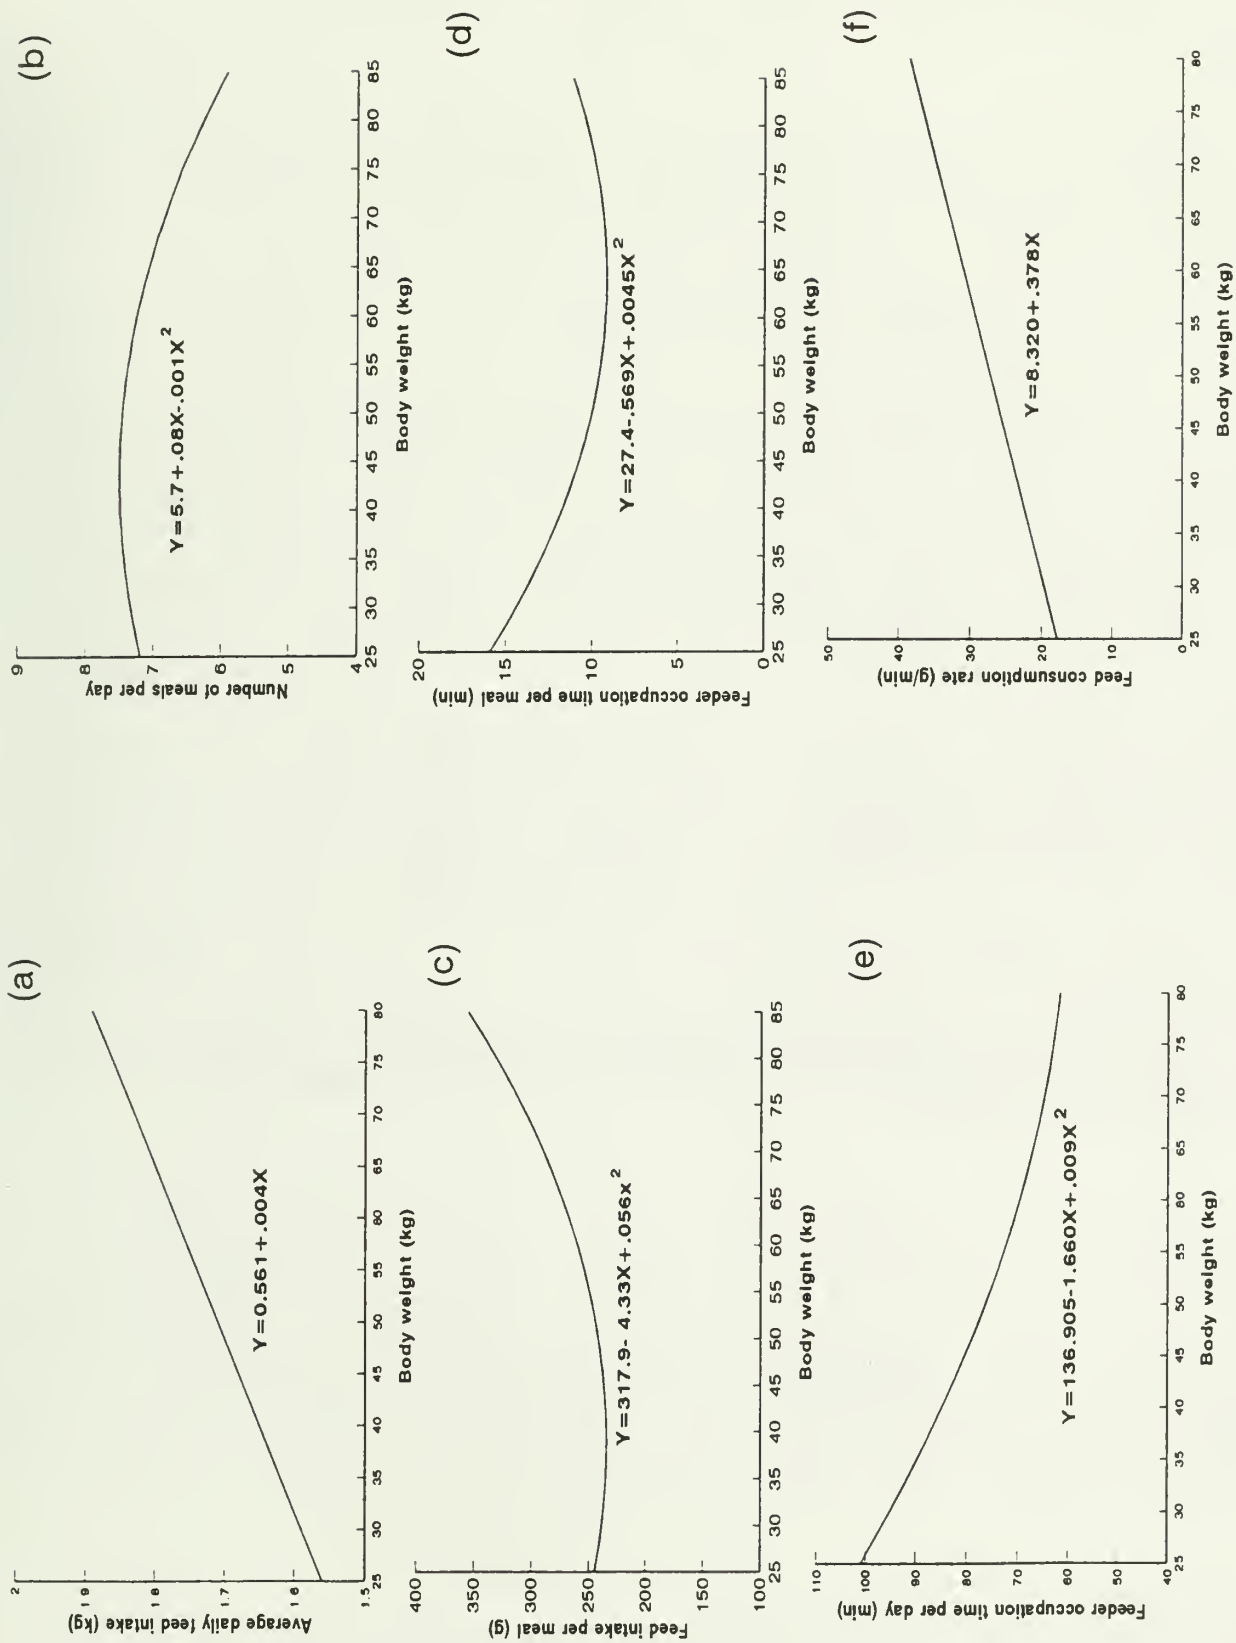 (a)
Average daily feed intake (kg)
2
1 9
1 8
1.7
1 6
1.5
25 30 35 40 45 50 55 60 65 70 75 80
Y=0.561+.004X
Body weight (kg)
(b)
Number of meals per day
9
8
7
6
5
4
25 30 35 40 45 50 55 60 65 70 75 80 85
Y=5.7+.08X-.001X²
Body weight (kg)
(c)
Feed intake per meal (g)
400
350
300
250
200
150
100
25 30 35 40 45 50 55 60 65 70 75 80 85
Y=317.9- 4.33X+.056x²
Body weight (kg)
(d)
Feeder occupation time per meal (min)
20
15
10
5
0
25 30 35 40 45 50 55 60 65 70 75 80 85
Y=27.4-.569X+.0045X²
Body weight (kg)
(e)
Feeder occupation time per day (min)
110
100
90
80
70
60
50
40
25 30 35 40 45 50 55 60 65 70 75 80
Y=136.905-1.660X+.009X²
Body weight (kg)
(f)
Feed consumption rate (g/min)
50
40
30
20
10
0
25 30 35 40 45 50 55 60 65 70 75 80
Y=8.320+.378X
Body weight (kg)